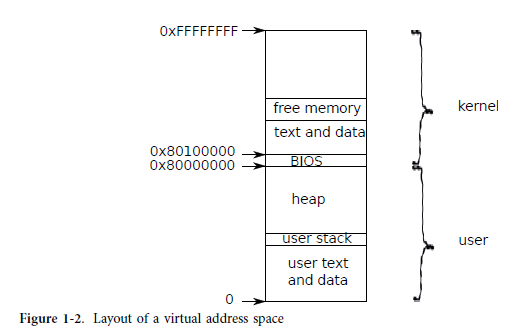 0xFFFFFFFF
free memory
kernel
text and data
0x80100000
BIOS
0x80000000
heap
user stack
user
user text
and data
0
Figure 1-2. Layout of a virtual address space